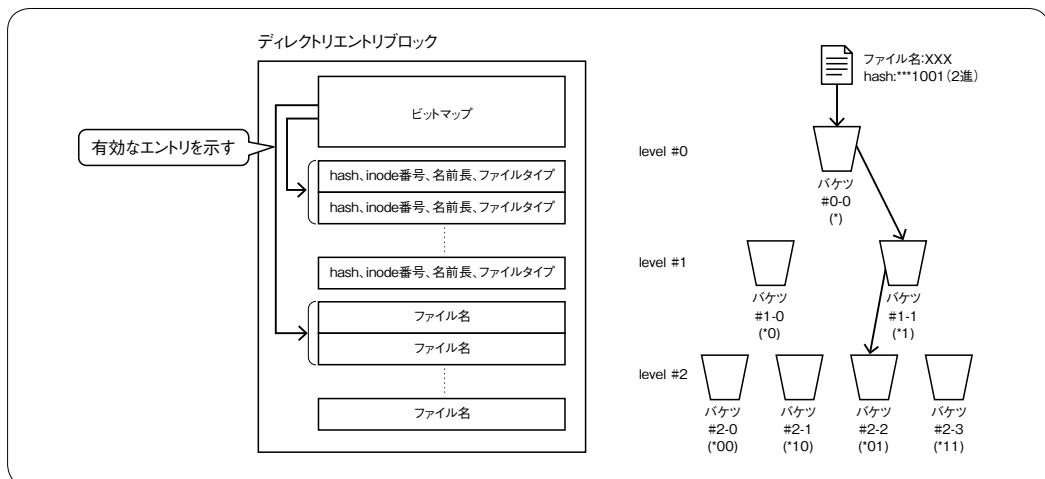 ディレクトリエントリブロック
ビットマップ
有効なエントリを示す
hash、inode番号、名前長、ファイルタイプ
hash、inode番号、名前長、ファイルタイプ
hash、inode番号、名前長、ファイルタイプ
ファイル名
ファイル名
ファイル名
ファイル名:XXX
hash:***1001(2進)
level #0
バケツ
#0-0
(*)
level #1
バケツ
#1-0
(*0)
バケツ
#1-1
(*1)
level #2
バケツ
#2-0
(*00)
バケツ
#2-1
(*10)
バケツ
#2-2
(*01)
バケツ
#2-3
(*11)